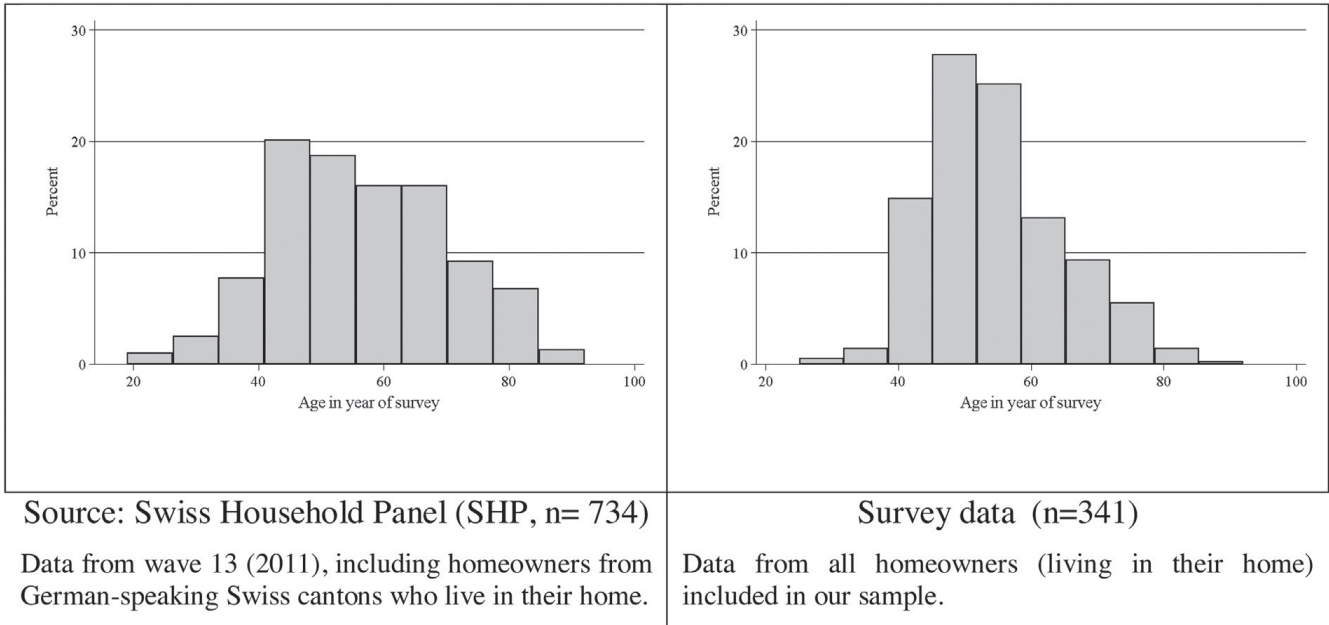 30
20
10
0
Percent
20 40 60 80 100
Age in year of survey
Source: Swiss Household Panel (SHP, n= 734)
Data from wave 13 (2011), including homeowners from
German-speaking Swiss cantons who live in their home.
30
20
10
0
Percent
20 40 60 80 100
Age in year of survey
Survey data (n=341)
Data from all homeowners (living in their home)
included in our sample.